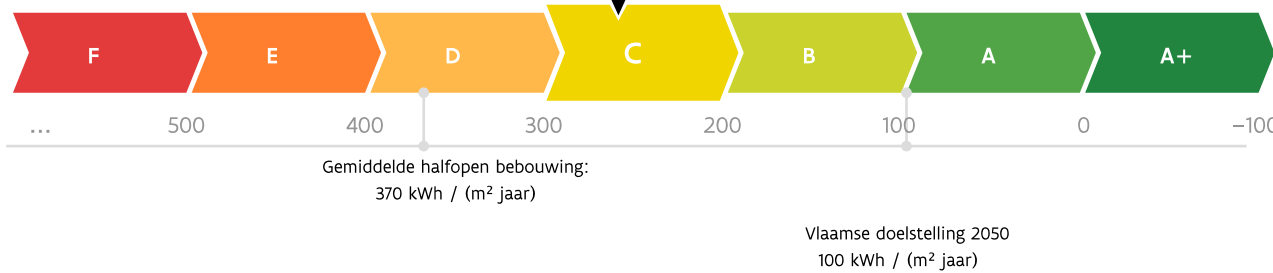 F E D C B A A+
... 500 400 300 200 100 0 −100
Gemiddelde halfopen bebouwing:
370 kWh / (m² jaar)
Vlaamse doelstelling 2050
100 kWh / (m² jaar)